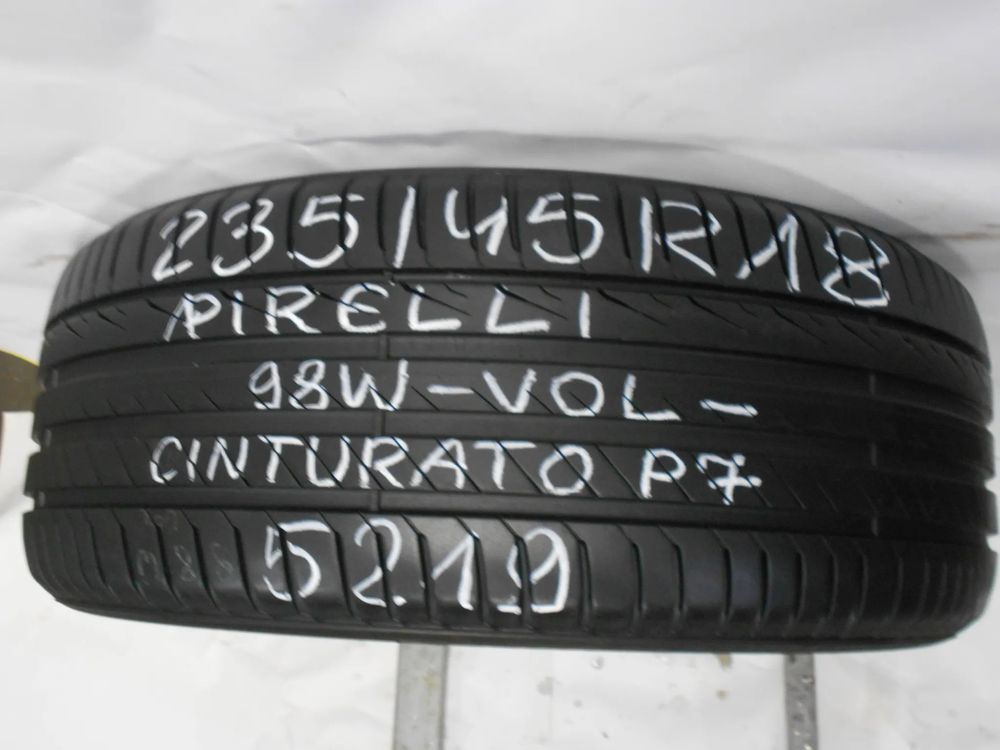 235/45R18
PIRELLI
98W-VOL-
CINTURATO P7
5219